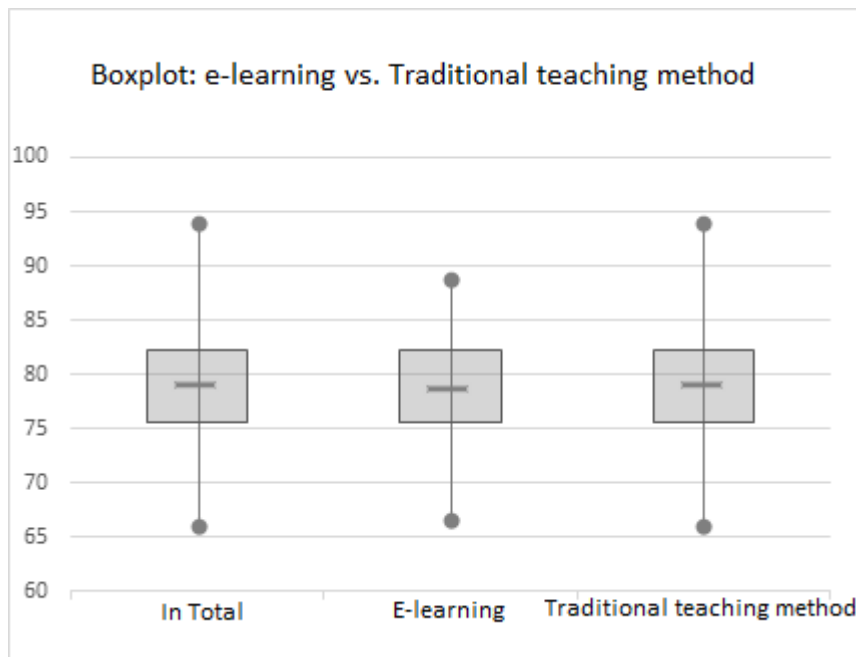 Boxplot: e-learning vs. Traditional teaching method
100
95
90
85
80
75
70
65
60
In Total
E-learning
Traditional teaching method